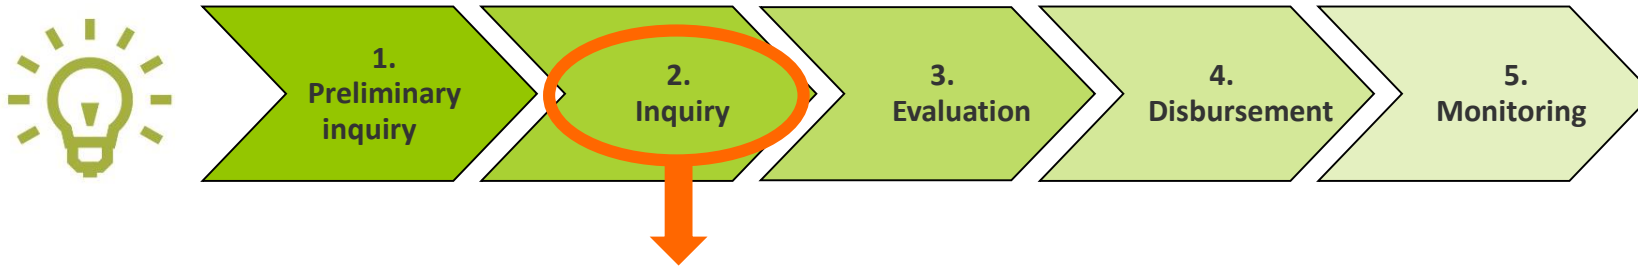 1.
Preliminary
inquiry
2.
Inquiry
3.
Evaluation
4.
Disbursement
5.
Monitoring